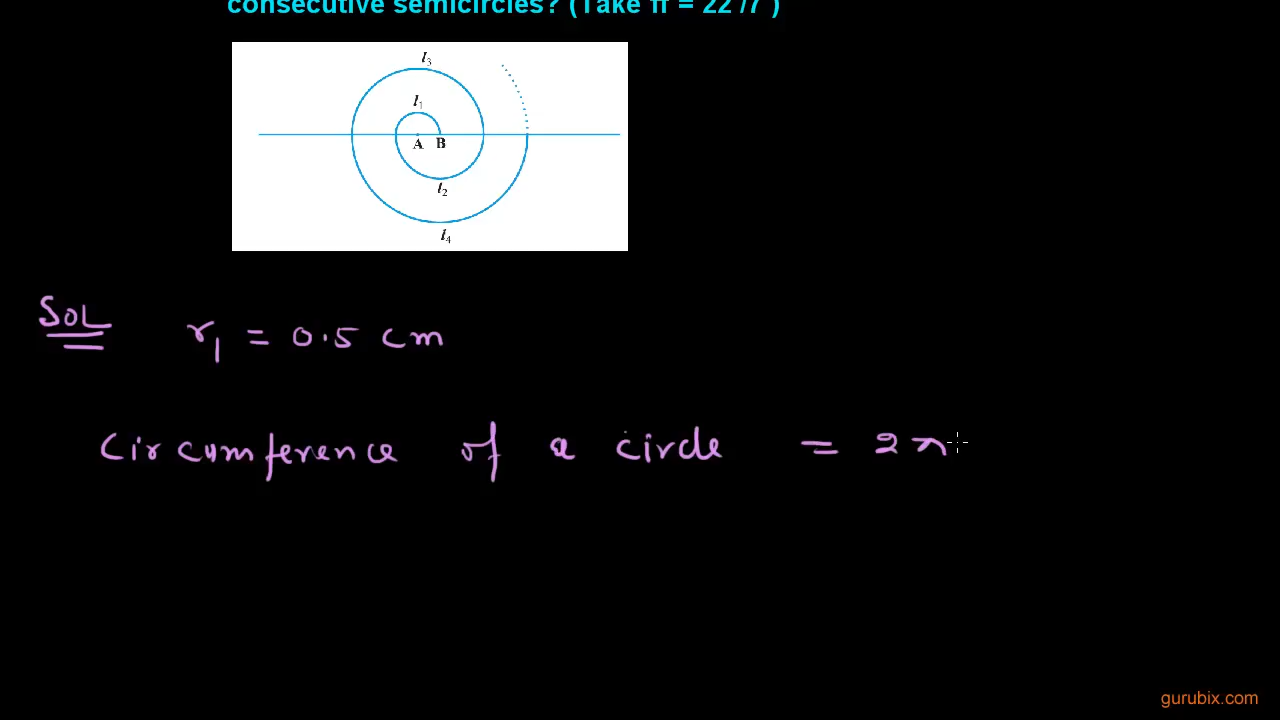 consecutive semicircles? (Take π = 22 /7 )
l3
l1
A B
l2
l4
SOL r1 = 0.5 cm
Circumference of a circle = 2π
gurubix.com